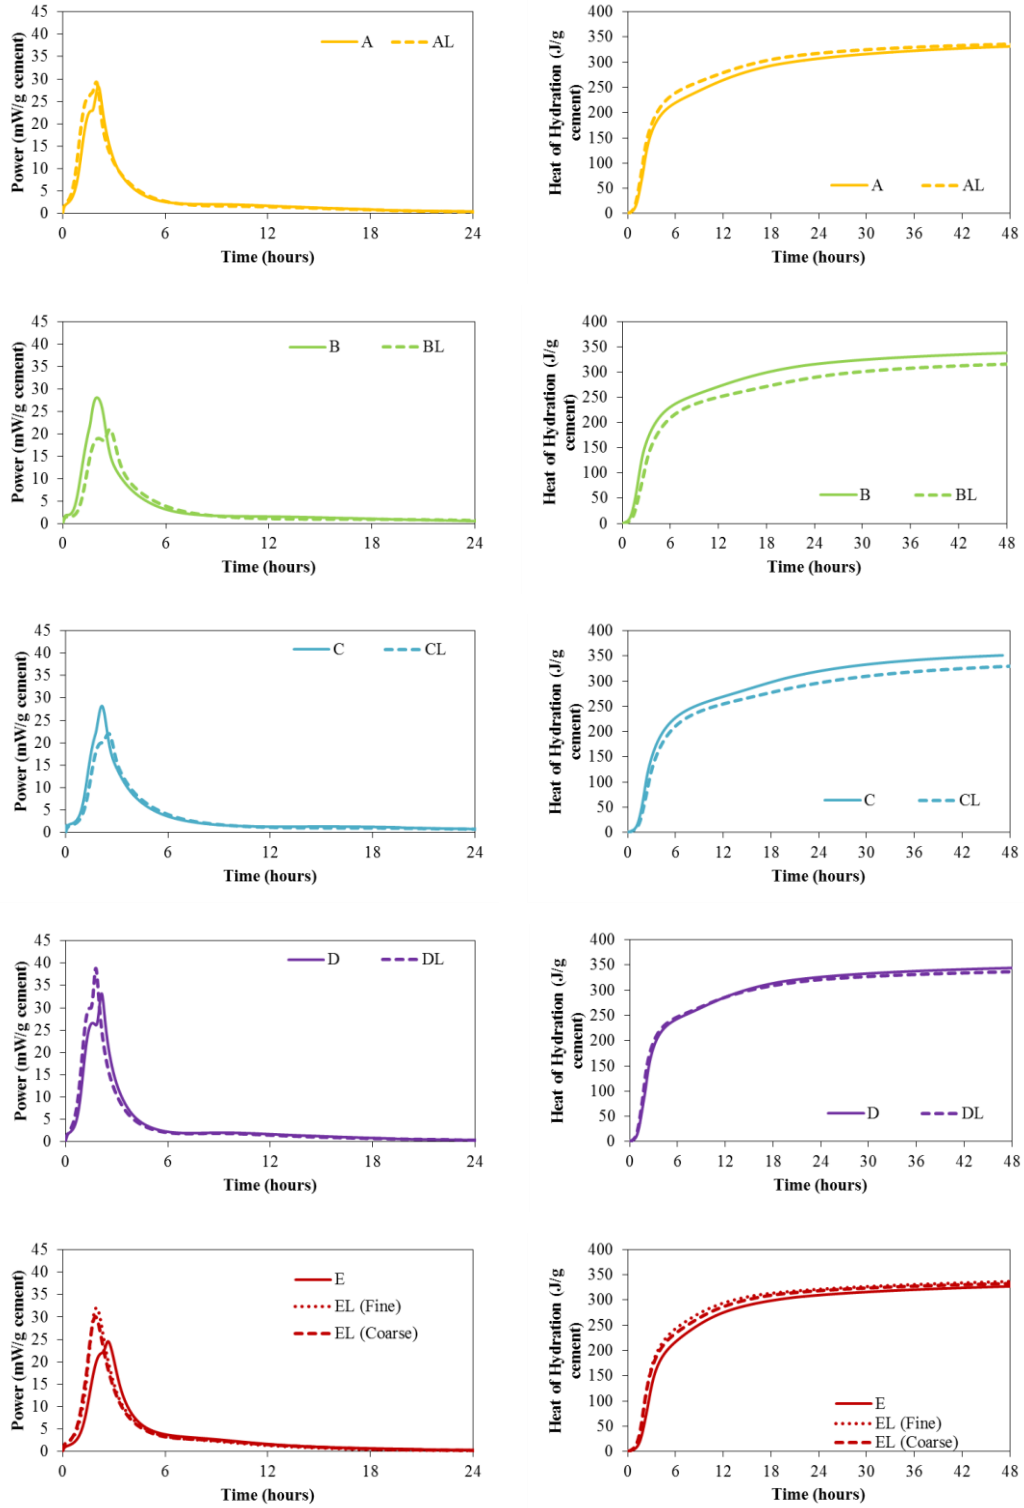 45
40
35
30
25
20
15
10
5
0
Power (mW/g cement)
A AL
0 6 12 18 24
Time (hours)
400
350
300
250
200
150
100
50
0
Heat of Hydration (J/g
cement)
A AL
0 6 12 18 24 30 36 42 48
Time (hours)
45
40
35
30
25
20
15
10
5
0
Power (mW/g cement)
B BL
0 6 12 18 24
Time (hours)
400
350
300
250
200
150
100
50
0
Heat of Hydration (J/g
cement)
B BL
0 6 12 18 24 30 36 42 48
Time (hours)
45
40
35
30
25
20
15
10
5
0
Power (mW/g cement)
C CL
0 6 12 18 24
Time (hours)
400
350
300
250
200
150
100
50
0
Heat of Hydration (J/g
cement)
C CL
0 6 12 18 24 30 36 42 48
Time (hours)
45
40
35
30
25
20
15
10
5
0
Power (mW/g cement)
D DL
0 6 12 18 24
Time (hours)
400
350
300
250
200
150
100
50
0
Heat of Hydration (J/g
cement)
D DL
0 6 12 18 24 30 36 42 48
Time (hours)
45
40
35
30
25
20
15
10
5
0
Power (mW/g cement)
E
EL (Fine)
EL (Coarse)
0 6 12 18 24
Time (hours)
400
350
300
250
200
150
100
50
0
Heat of Hydration (J/g
cement)
E
EL (Fine)
EL (Coarse)
0 6 12 18 24 30 36 42 48
Time (hours)